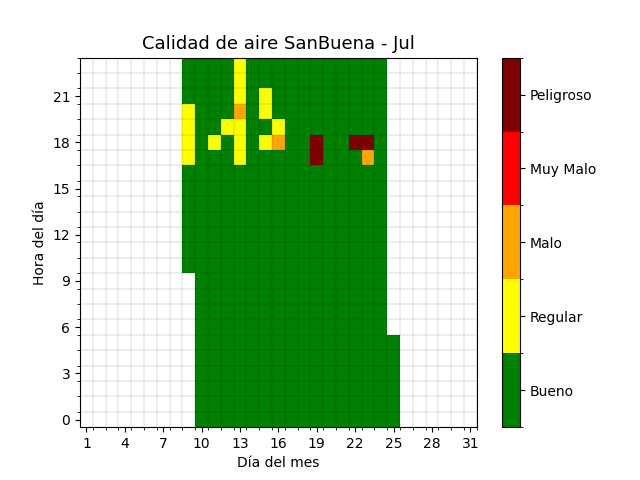 Calidad de aire SanBuena - Jul
Hora del día
21
18
15
12
9
6
3
0
1 4 7 10 13 16 19 22 25 28 31
Día del mes
Peligroso
Muy Malo
Malo
Regular
Bueno